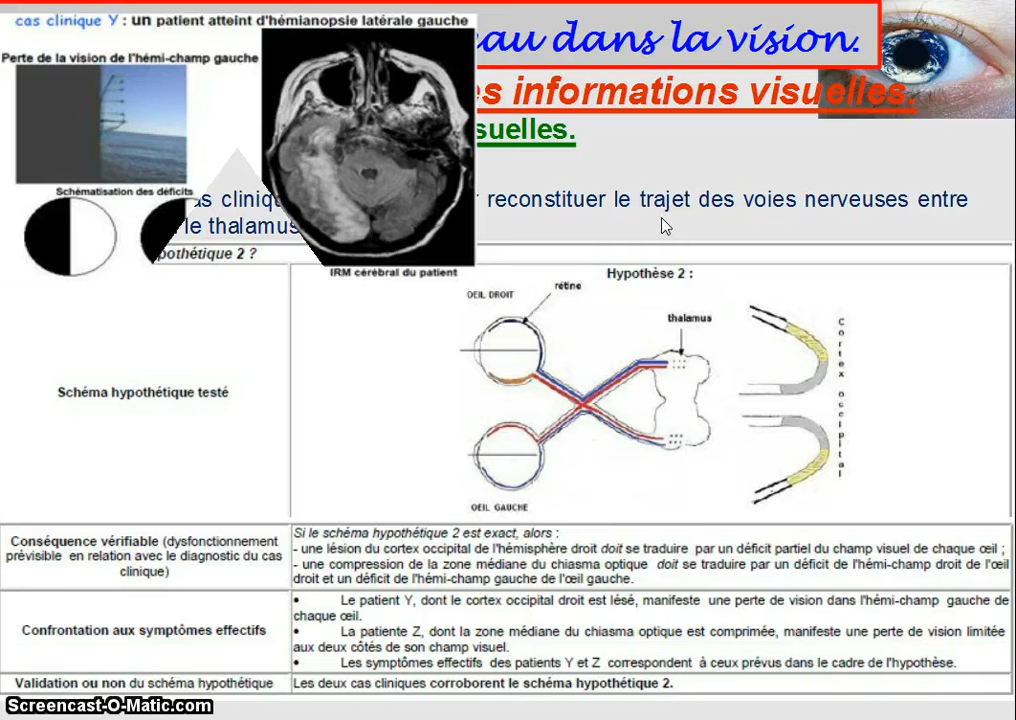 cas clinique Y : un patient atteint d'hémianopsie latérale gauche
eau dans la vision.
Perte de la vision de l'hémi-champ gauche
es informations visuelles.
suelles.
Schématisation des déficits
as cliniq
r reconstituer le trajet des voies nerveuses entre
le thalamus
pothétique 2 ?
IRM cérébral du patient
Hypothèse 2 :
rétine
OEIL DROIT
thalamus
Cortex occipital
Schéma hypothétique testé
OEIL GAUCHE
Conséquence vérifiable (dysfonctionnement
prévisible en relation avec le diagnostic du cas
clinique)
Si le schéma hypothétique 2 est exact, alors :
- une lésion du cortex occipital de l'hémisphère droit doit se traduire par un déficit partiel du champ visuel de chaque œil ;
- une compression de la zone médiane du chiasma optique doit se traduire par un déficit de l'hémi-champ droit de l'œil
droit et un déficit de l'hémi-champ gauche de l'œil gauche.
Confrontation aux symptômes effectifs
• Le patient Y, dont le cortex occipital droit est lésé, manifeste une perte de vision dans l'hémi-champ gauche de
chaque œil.
• La patiente Z, dont la zone médiane du chiasma optique est comprimée, manifeste une perte de vision limitée
aux deux côtés de son champ visuel.
• Les symptômes effectifs des patients Y et Z correspondent à ceux prévus dans le cadre de l'hypothèse.
Validation ou non du schéma hypothétique
Les deux cas cliniques corroborent le schéma hypothétique 2.
Screencast-O-Matic.com